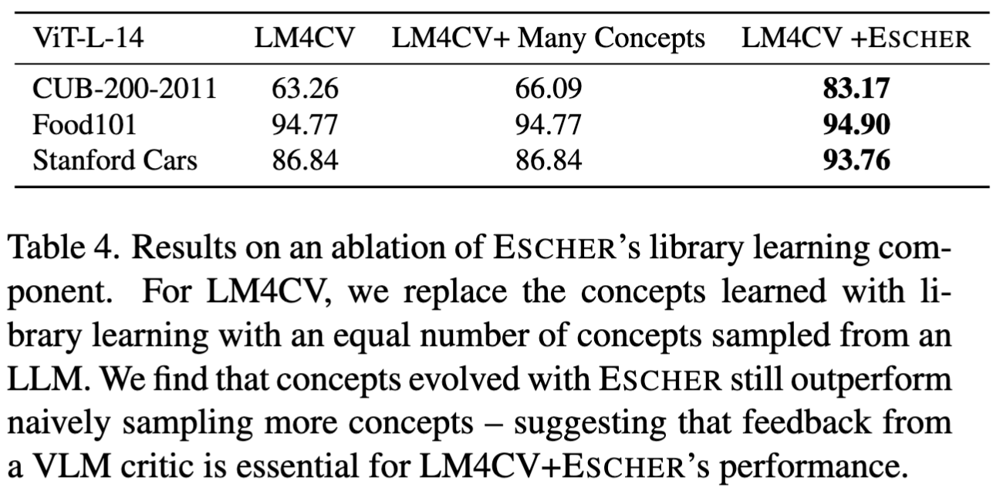 ViT-L-14 LM4CV LM4CV+ Many Concepts LM4CV +ESCHER
CUB-200-2011 63.26 66.09 83.17
Food101 94.77 94.77 94.90
Stanford Cars 86.84 86.84 93.76
Table 4. Results on an ablation of ESCHER's library learning com-
ponent. For LM4CV, we replace the concepts learned with li-
brary learning with an equal number of concepts sampled from an
LLM. We find that concepts evolved with ESCHER still outperform
naively sampling more concepts – suggesting that feedback from
a VLM critic is essential for LM4CV+ESCHER's performance.